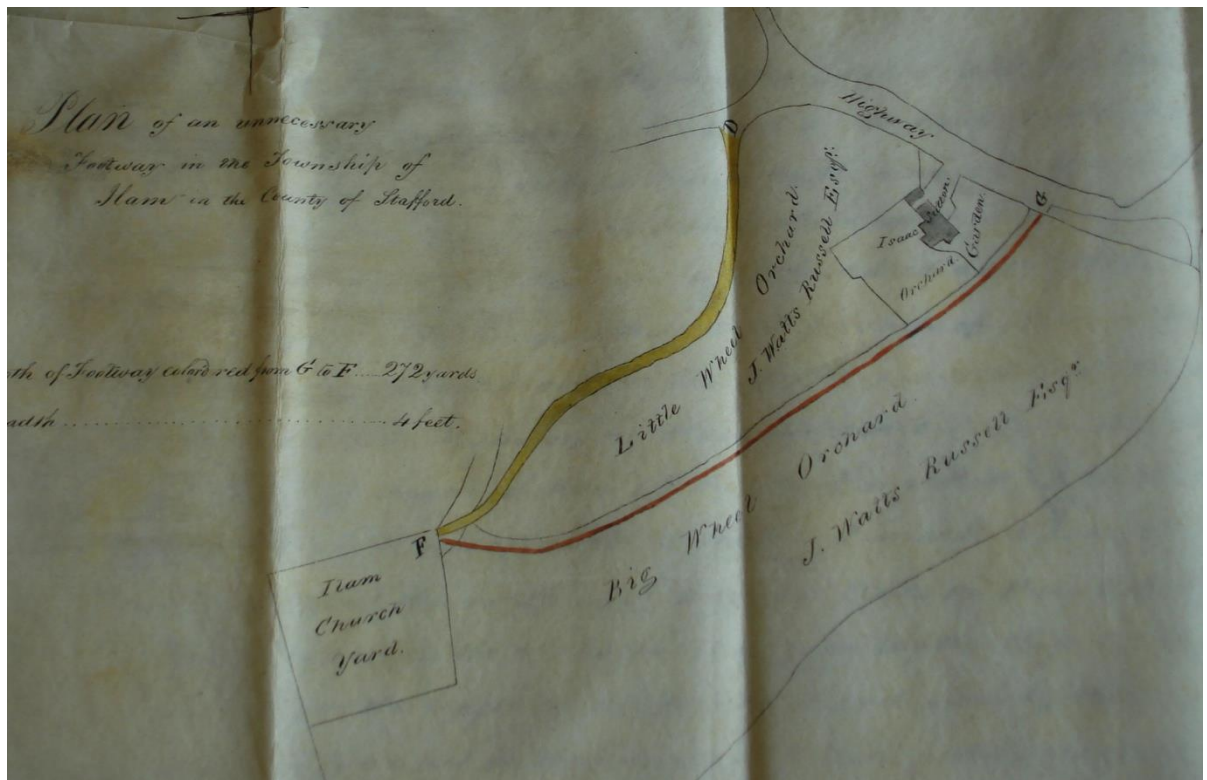 Plan of an unnecessary
Footway in the Township of
Ilam in the County of Stafford.
th of Footway colord red from G to F ... 272 yards
adth ........ 4 feet.
D
Highway
Little Wheel Orchard.
J. Watts Russell Esqr.
Isaac
Orchard
Garden.
G
Big Wheel Orchard.
J. Watts Russell Esqr.
F
Ilam
Church
Yard.